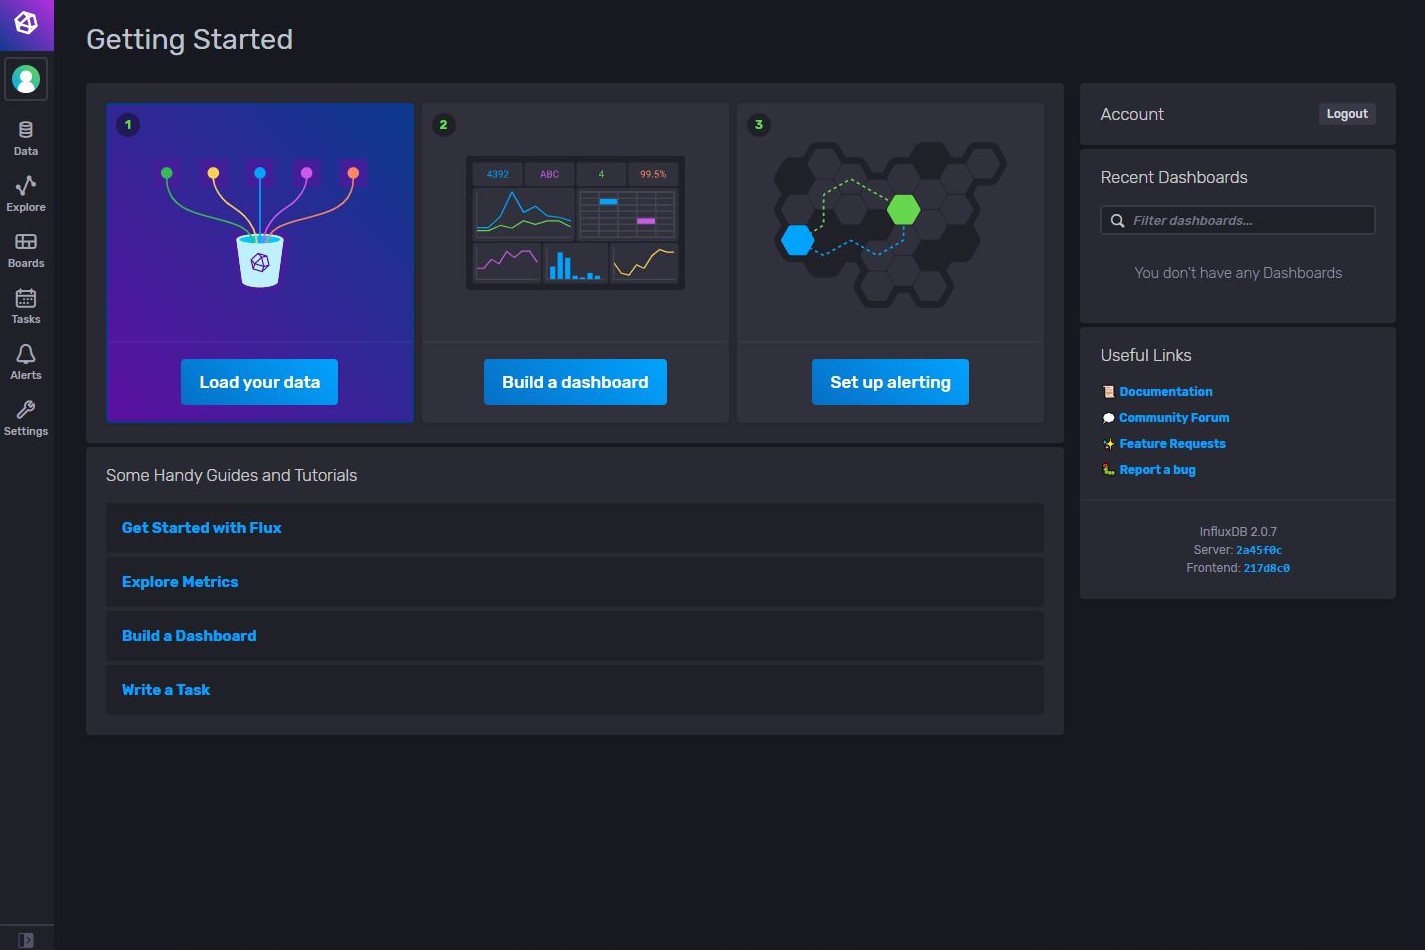 Getting Started
Data
Explore
Boards
Tasks
Alerts
Settings
1
Load your data
2
4392 ABC 4 99.5%
Build a dashboard
3
Set up alerting
Some Handy Guides and Tutorials
Get Started with Flux
Explore Metrics
Build a Dashboard
Write a Task
Account
Logout
Recent Dashboards
Filter dashboards...
You don't have any Dashboards
Useful Links
Documentation
Community Forum
Feature Requests
Report a bug
InfluxDB 2.0.7
Server: 2a45f0c
Frontend: 217d8c0